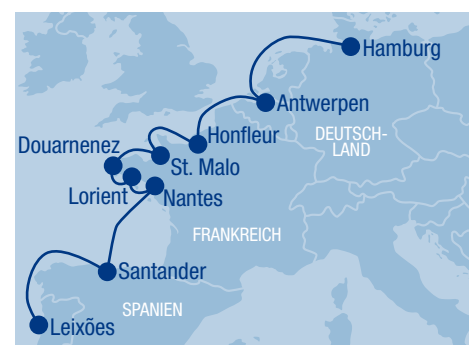 Hamburg
Antwerpen
Honfleur
DEUTSCH-
LAND
Douarnenez
St. Malo
Lorient
Nantes
FRANKREICH
Santander
SPANIEN
Leixões